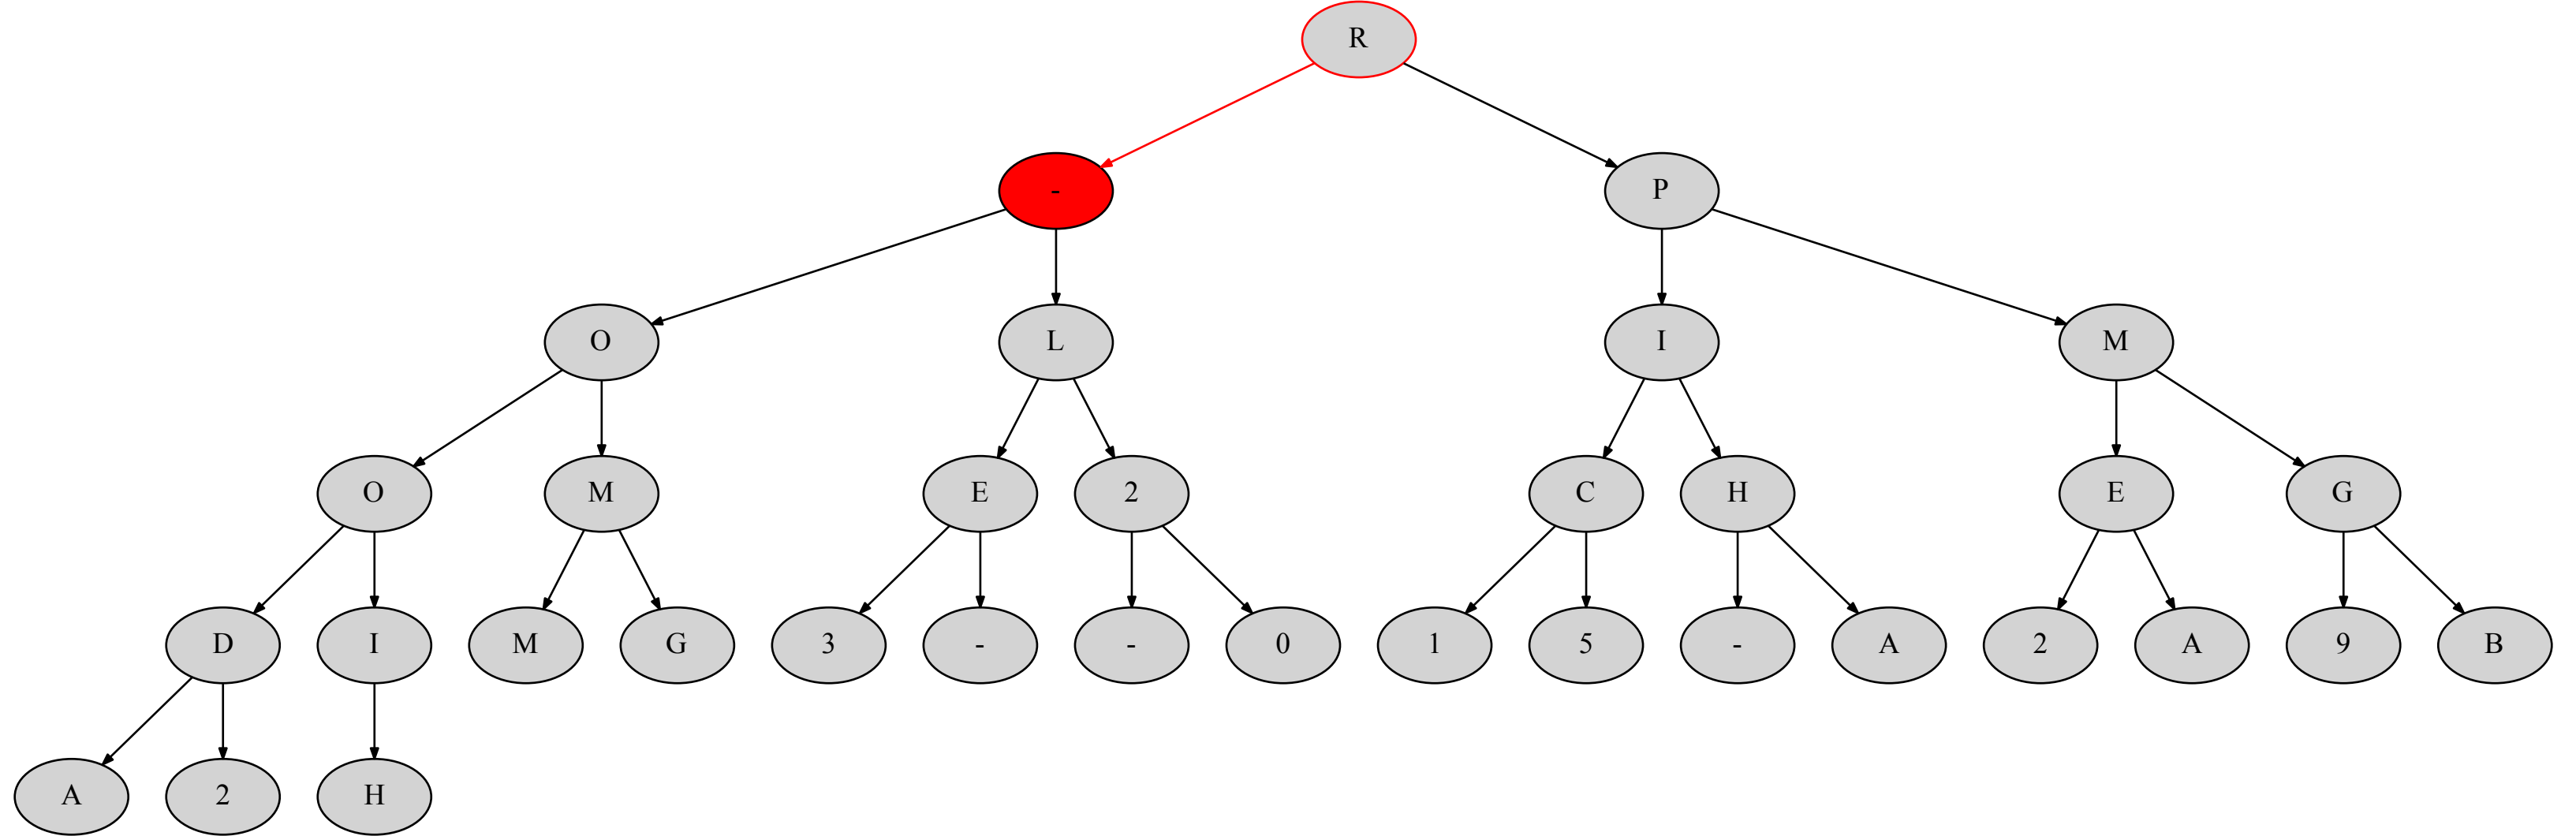 R
- P
O L I M
O M E 2 C H E G
D I M G 3 - - 0 1 5 - A 2 A 9 B
A 2 H